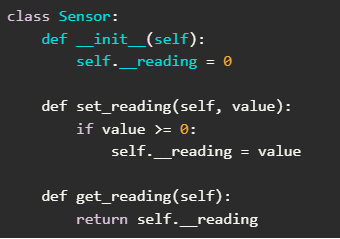 class Sensor:
    def __init__(self):
        self.__reading = 0

    def set_reading(self, value):
        if value >= 0:
            self.__reading = value

    def get_reading(self):
        return self.__reading